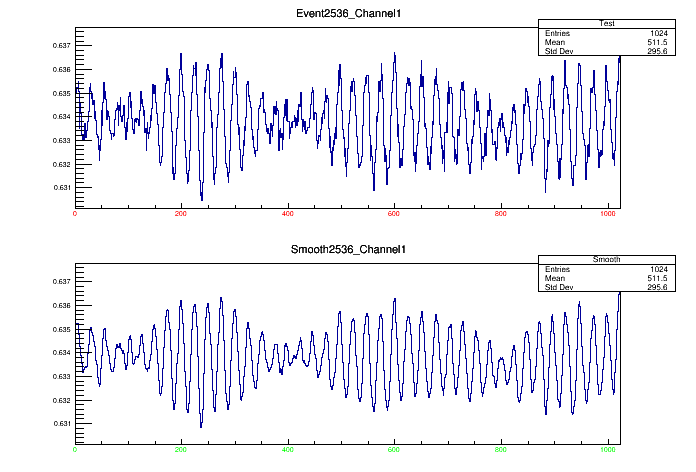 Event2536_Channel1
Test
Entries 1024
Mean 511.5
Std Dev 295.6
0.637
0.636
0.635
0.634
0.633
0.632
0.631
0 200 400 600 800 1000
Smooth2536_Channel1
Smooth
Entries 1024
Mean 511.5
Std Dev 295.6
0.637
0.636
0.635
0.634
0.633
0.632
0.631
0 200 400 600 800 1000